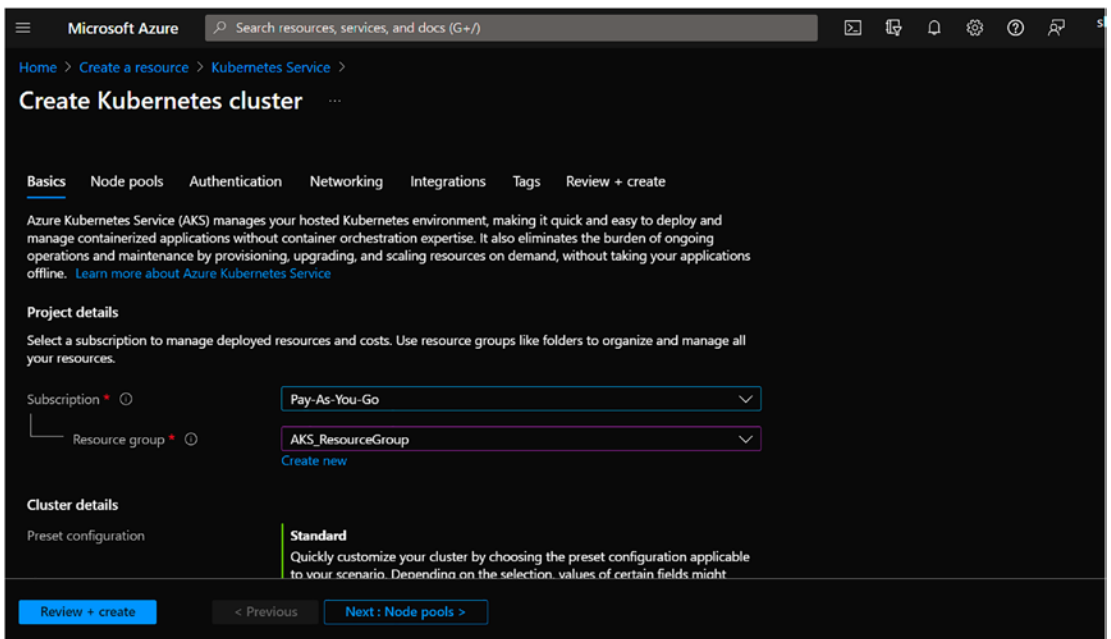 Microsoft Azure
Search resources, services, and docs (G+/)
Home > Create a resource > Kubernetes Service >
Create Kubernetes cluster ...
Basics Node pools Authentication Networking Integrations Tags Review + create
Azure Kubernetes Service (AKS) manages your hosted Kubernetes environment, making it quick and easy to deploy and
manage containerized applications without container orchestration expertise. It also eliminates the burden of ongoing
operations and maintenance by provisioning, upgrading, and scaling resources on demand, without taking your applications
offline. Learn more about Azure Kubernetes Service
Project details
Select a subscription to manage deployed resources and costs. Use resource groups like folders to organize and manage all
your resources.
Subscription *
Pay-As-You-Go
Resource group *
AKS_ResourceGroup
Create new
Cluster details
Preset configuration
Standard
Quickly customize your cluster by choosing the preset configuration applicable
to your scenario. Depending on the selection, values of certain fields might
Review + create
< Previous
Next : Node pools >